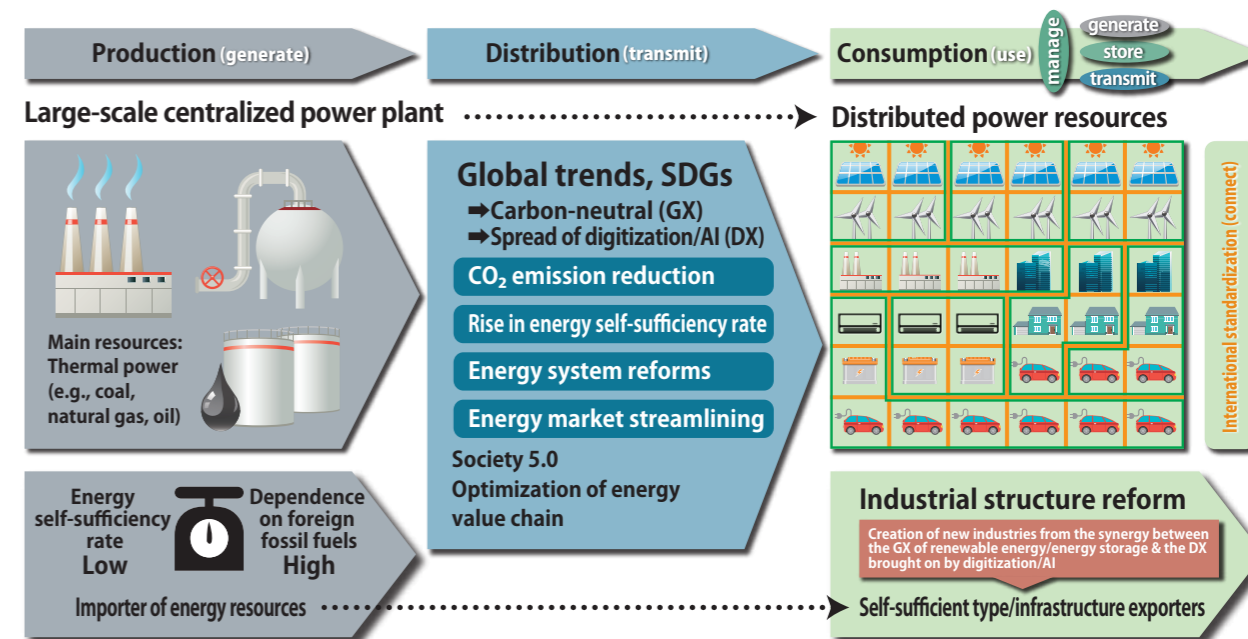 Production (generate)
Distribution (transmit)
Consumption (use)
manage
generate
store
transmit
Large-scale centralized power plant
Distributed power resources
Main resources:
Thermal power
(e.g., coal,
natural gas, oil)
Global trends, SDGs
➡Carbon-neutral (GX)
➡Spread of digitization/AI (DX)
CO₂ emission reduction
Rise in energy self-sufficiency rate
Energy system reforms
Energy market streamlining
Society 5.0
Optimization of energy
value chain
International standardization (connect)
Energy
self-sufficiency
rate
Low
Dependence
on foreign
fossil fuels
High
Importer of energy resources
Industrial structure reform
Creation of new industries from the synergy between
the GX of renewable energy/energy storage & the DX
brought on by digitization/AI
Self-sufficient type/infrastructure exporters